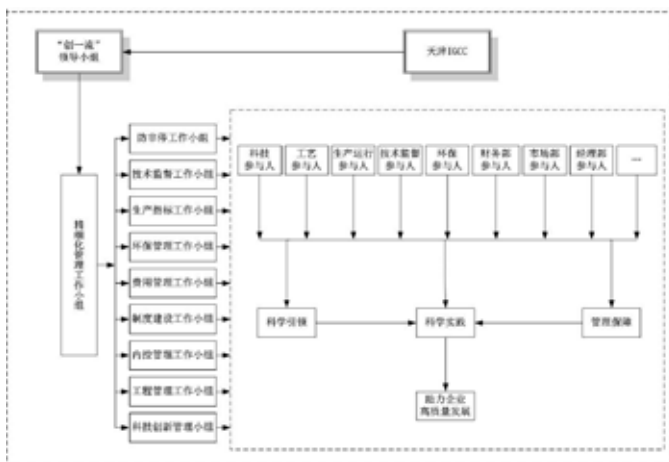 “创一流”
领导小组
天津IGCC
精细化管理工作小组
防非停工作小组
技术监督工作小组
生产指标工作小组
环保管理工作小组
费用管理工作小组
制度建设工作小组
内控管理工作小组
工程管理工作小组
科技创新管理小组
科技
参与人
工艺
参与人
生产运行
参与人
技术监督
参与人
环保
参与人
财务部
参与人
市场部
参与人
经理部
参与人
...
科学引领
科学实践
管理保障
助力企业
高质量发展